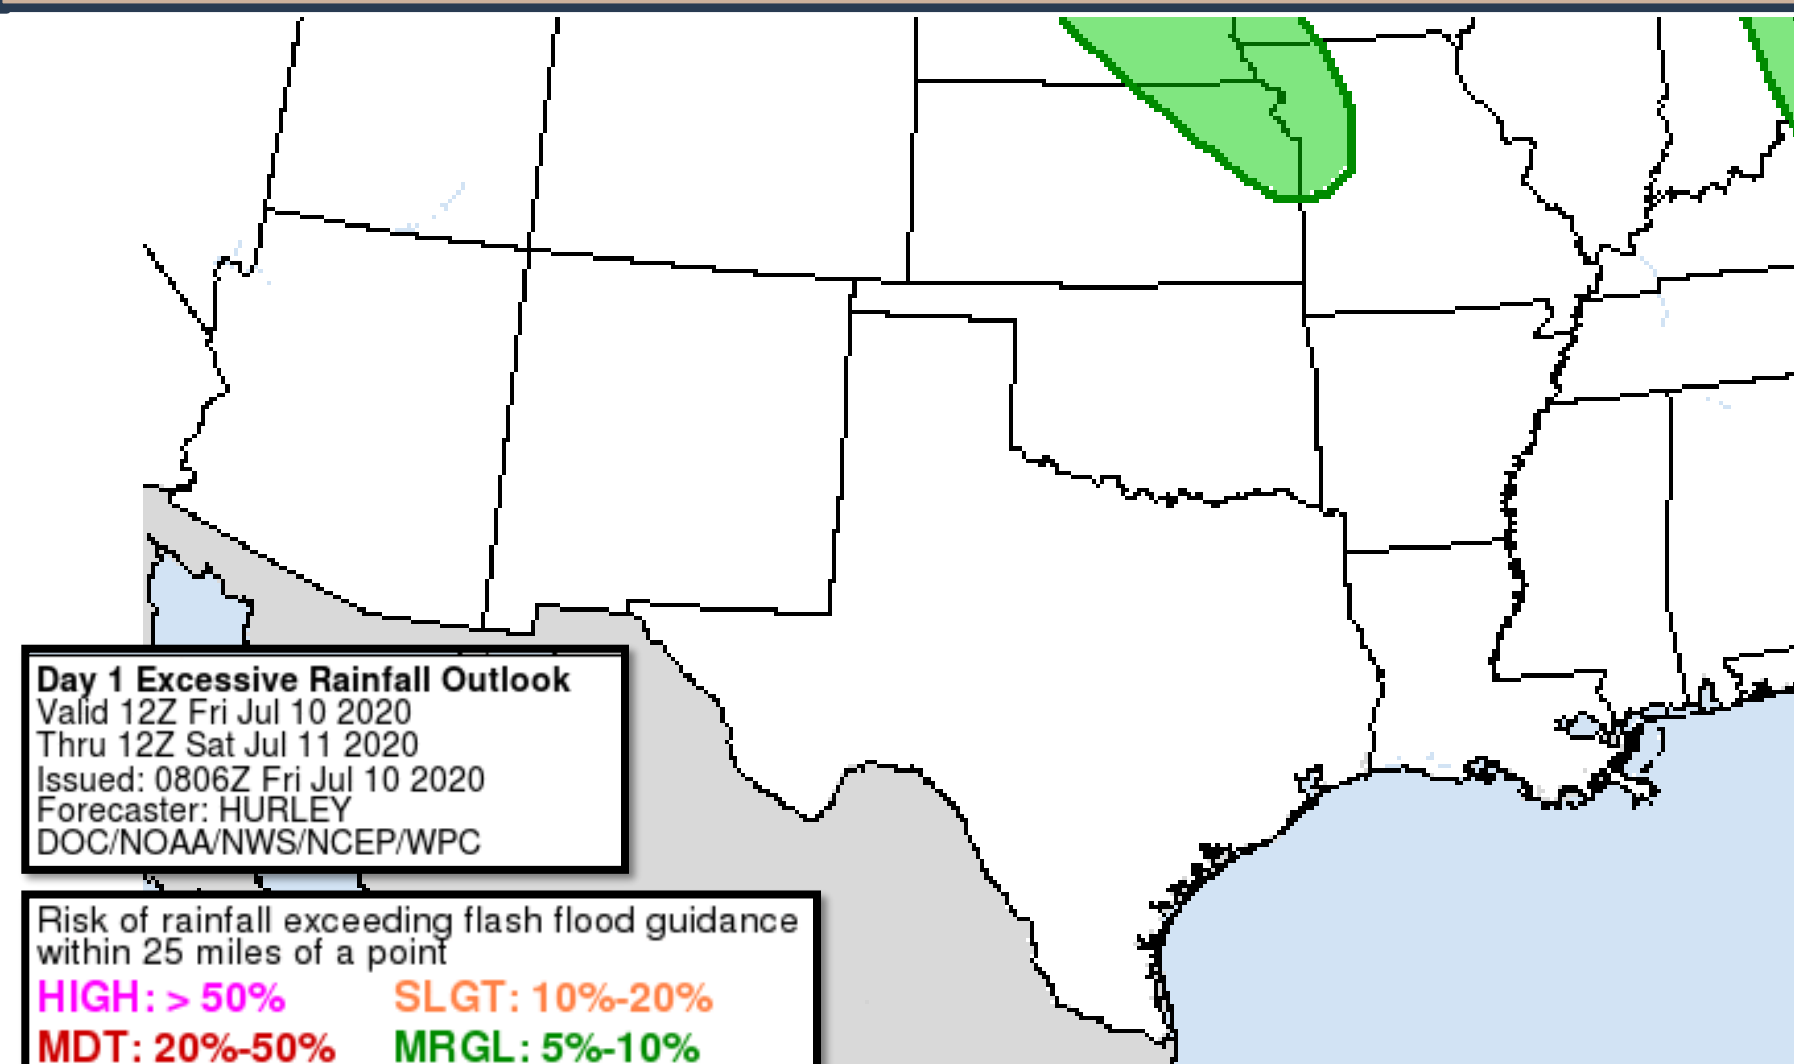 Day 1 Excessive Rainfall Outlook
Valid 12Z Fri Jul 10 2020
Thru 12Z Sat Jul 11 2020
Issued: 0806Z Fri Jul 10 2020
Forecaster: HURLEY
DOC/NOAA/NWS/NCEP/WPC
Risk of rainfall exceeding flash flood guidance
within 25 miles of a point
HIGH: > 50% SLGT: 10%-20%
MDT: 20%-50% MRGL: 5%-10%